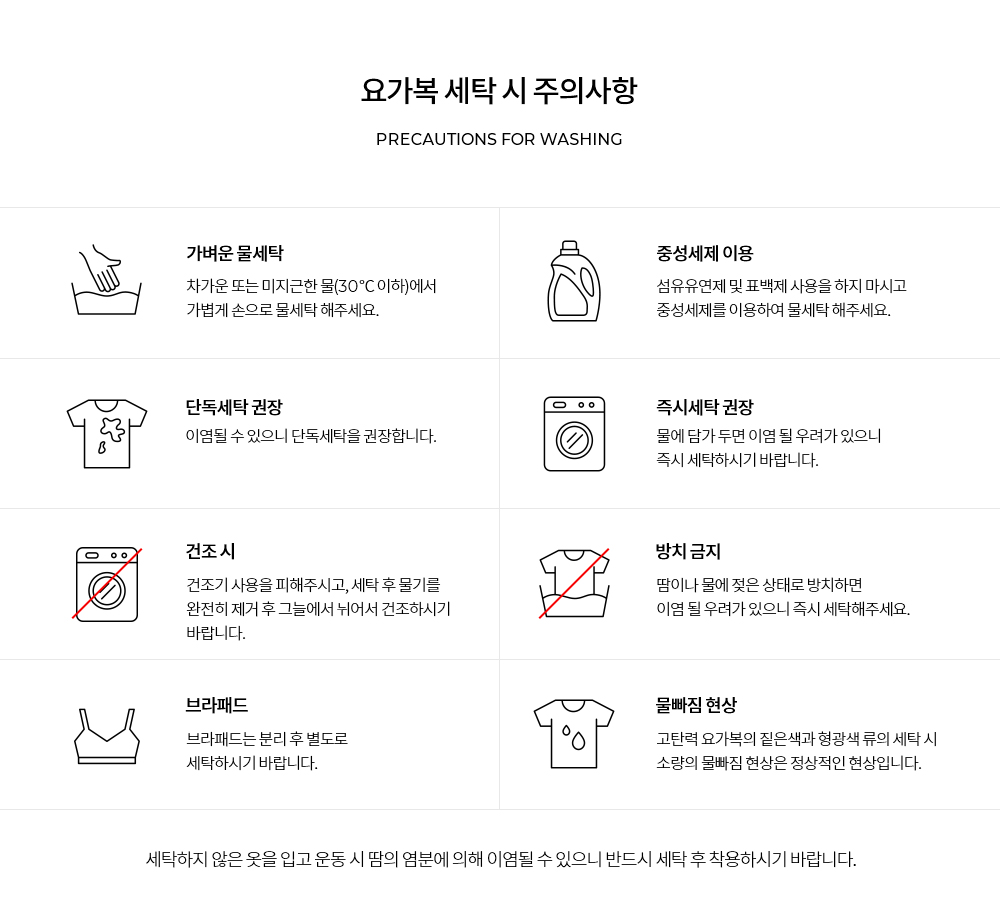 요가복 세탁 시 주의사항
PRECAUTIONS FOR WASHING
가벼운 물세탁
차가운 또는 미지근한 물(30℃ 이하)에서
가볍게 손으로 물세탁 해주세요.
중성세제 이용
섬유유연제 및 표백제 사용을 하지 마시고
중성세제를 이용하여 물세탁 해주세요.
단독세탁 권장
이염될 수 있으니 단독세탁을 권장합니다.
즉시세탁 권장
물에 담가 두면 이염 될 우려가 있으니
즉시 세탁하시기 바랍니다.
건조 시
건조기 사용을 피해주시고, 세탁 후 물기를
완전히 제거 후 그늘에서 뉘어서 건조하시기
바랍니다.
방치 금지
땀이나 물에 젖은 상태로 방치하면
이염 될 우려가 있으니 즉시 세탁해주세요.
브라패드
브라패드는 분리 후 별도로
세탁하시기 바랍니다.
물빠짐 현상
고탄력 요가복의 짙은색과 형광색 류의 세탁 시
소량의 물빠짐 현상은 정상적인 현상입니다.
세탁하지 않은 옷을 입고 운동 시 땀의 염분에 의해 이염될 수 있으니 반드시 세탁 후 착용하시기 바랍니다.